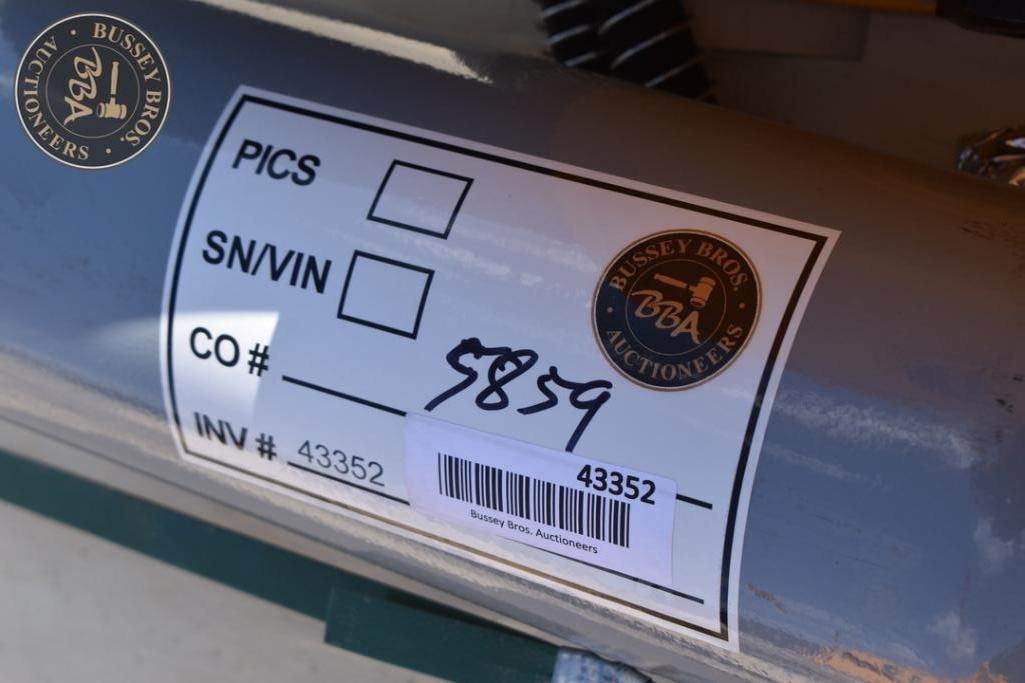 BUSSEY BROS.
BBA
AUCTIONEERS
PICS
BUSSEY BROS.
BBA
AUCTIONEERS
SN/VIN
CO # 5859
INV # 43352
43352
Bussey Bros. Auctioneers